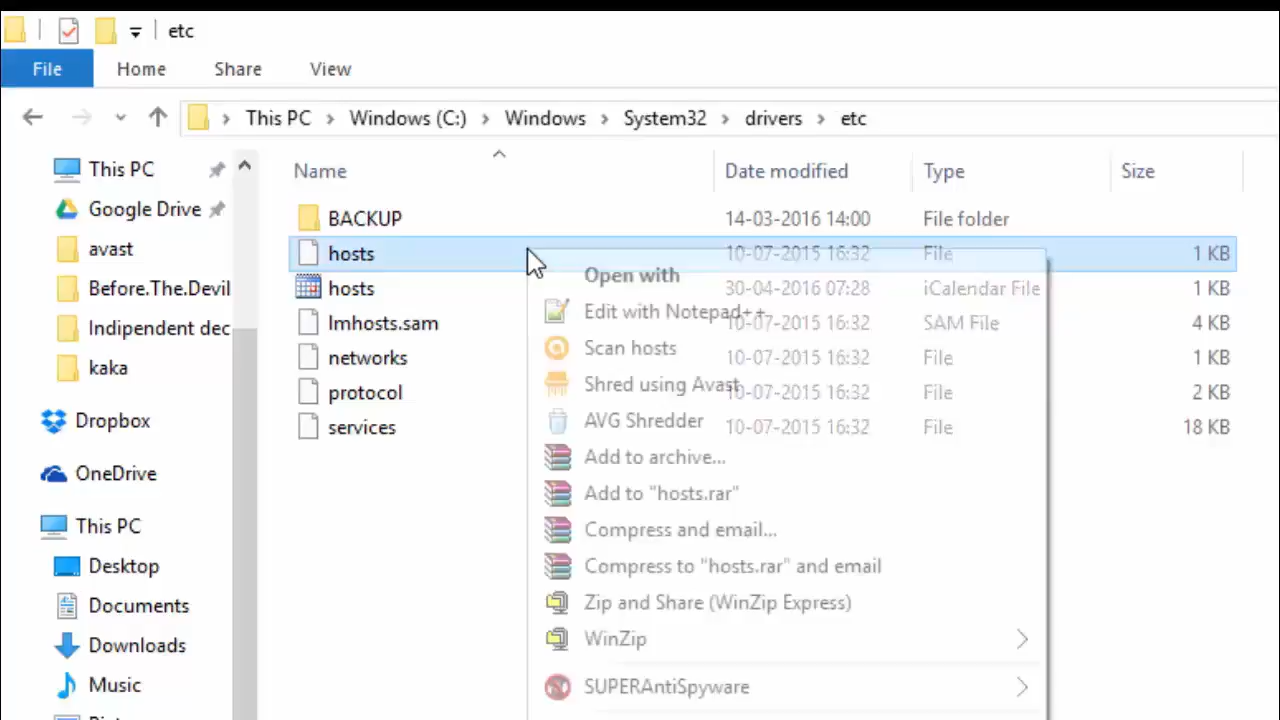 etc
File Home Share View
This PC Windows (C:) Windows System32 drivers etc
Name Date modified Type Size
This PC
Google Drive
avast
Before.The.Devil
Indipendent dec
kaka
Dropbox
OneDrive
This PC
Desktop
Documents
Downloads
Music
BACKUP 14-03-2016 14:00 File folder
hosts 10-07-2015 16:32 File 1 KB
hosts 30-04-2016 07:28 iCalendar File 1 KB
lmhosts.sam 10-07-2015 16:32 SAM File 4 KB
networks 10-07-2015 16:32 File 1 KB
protocol 10-07-2015 16:32 File 2 KB
services 10-07-2015 16:32 File 18 KB
Open with
Edit with Notepad++
Scan hosts
Shred using Avast
AVG Shredder
Add to archive...
Add to "hosts.rar"
Compress and email...
Compress to "hosts.rar" and email
Zip and Share (WinZip Express)
WinZip
SUPERAntiSpyware